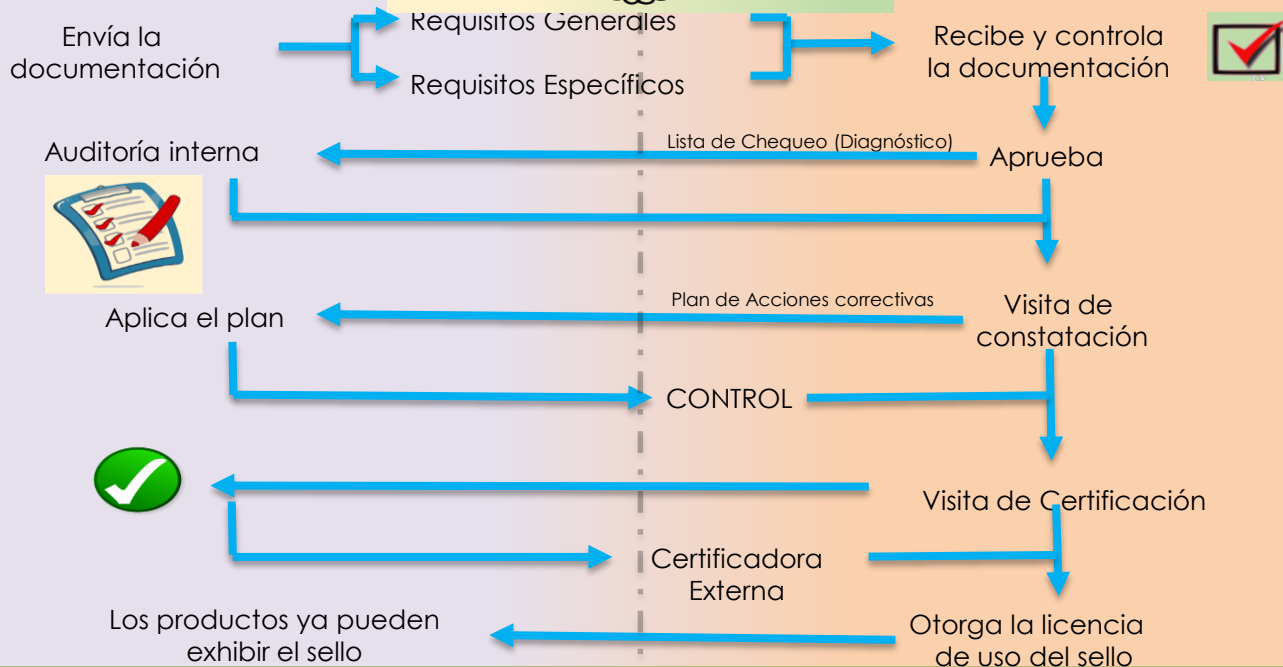 Envía la
documentación
Requisitos Generales
Requisitos Específicos
Recibe y controla
la documentación
Auditoría interna
Lista de Chequeo (Diagnóstico)
Aprueba
Aplica el plan
Plan de Acciones correctivas
Visita de
constatación
CONTROL
Visita de Certificación
Certificadora
Externa
Los productos ya pueden
exhibir el sello
Otorga la licencia
de uso del sello